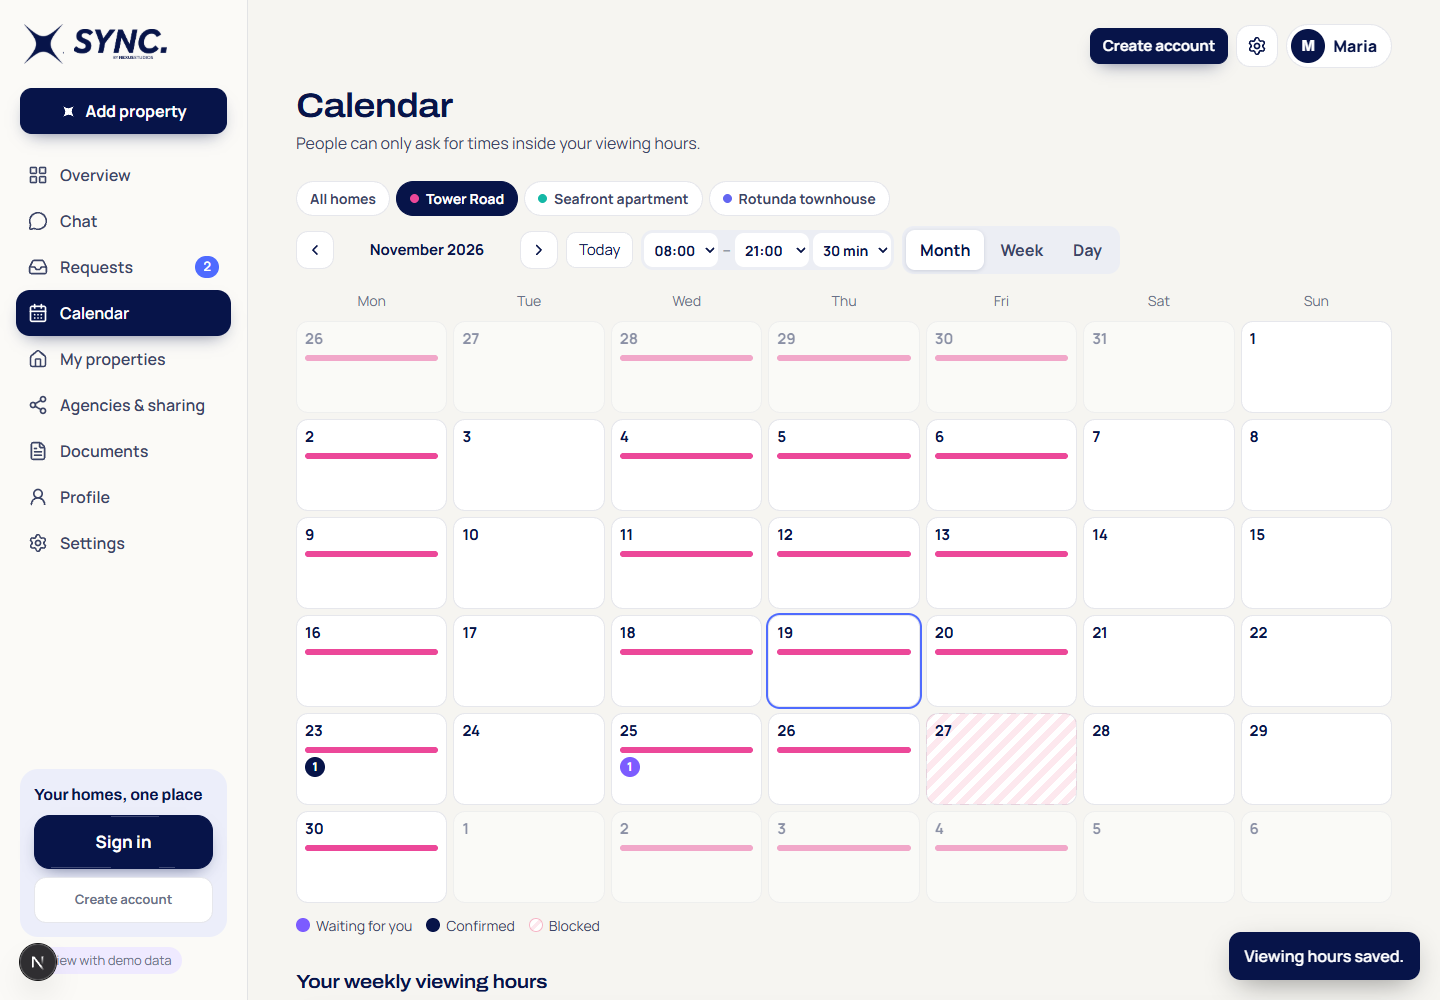 SYNC.
BY NEXUS STUDIOS
Add property
Overview
Chat
Requests 2
Calendar
My properties
Agencies & sharing
Documents
Profile
Settings
Your homes, one place
Sign in
Create account
N
iew with demo data
Create account
M Maria
Calendar
People can only ask for times inside your viewing hours.
All homes Tower Road Seafront apartment Rotunda townhouse
November 2026 Today 08:00 – 21:00 30 min Month Week Day
Mon Tue Wed Thu Fri Sat Sun
26 27 28 29 30 31 1
2 3 4 5 6 7 8
9 10 11 12 13 14 15
16 17 18 19 20 21 22
23 24 25 26 27 28 29
1 1
30 1 2 3 4 5 6
Waiting for you Confirmed Blocked
Your weekly viewing hours
Viewing hours saved.